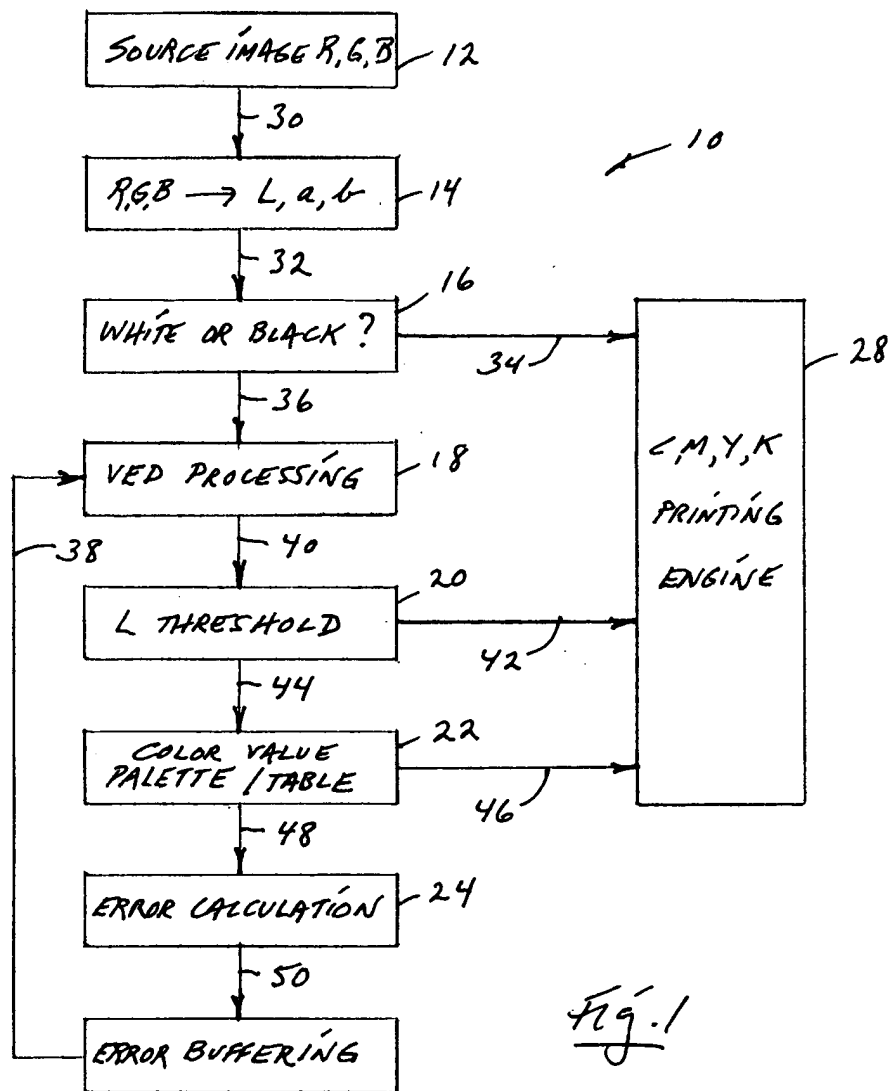 SOURCE IMAGE R, G, B
12
30
10
R,G,B → L, a, b
14
32
16
WHITE OR BLACK ?
34
28
36
C,M,Y,K
PRINTING
ENGINE
VED PROCESSING
18
38
40
20
L THRESHOLD
42
44
22
COLOR VALUE
PALETTE / TABLE
46
48
ERROR CALCULATION
24
50
ERROR BUFFERING
Fig. 1